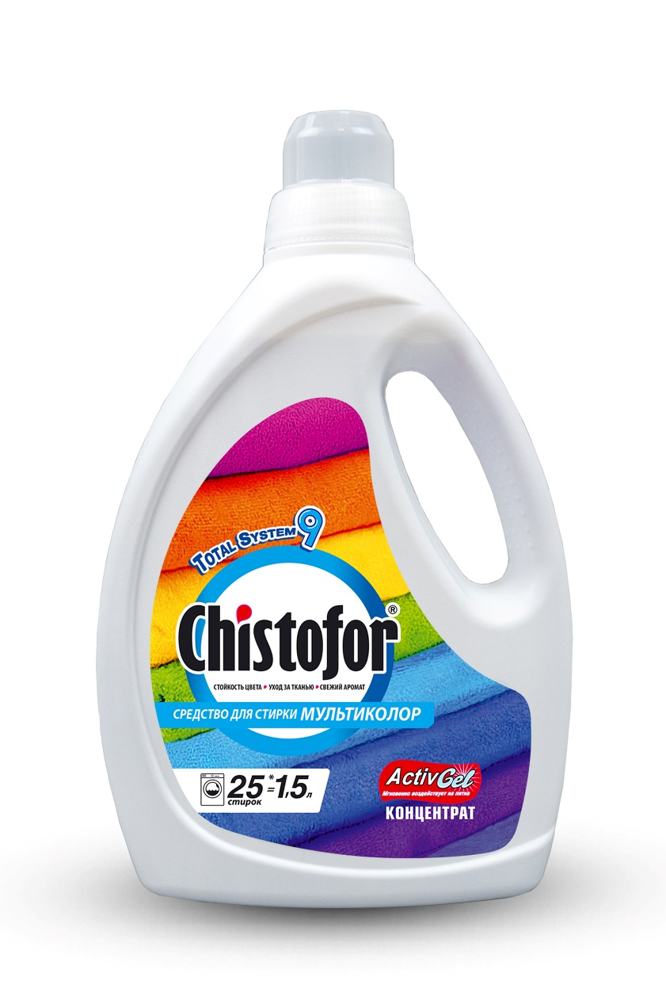 TOTAL SYSTEM 9
Chistofor®
СТОЙКОСТЬ ЦВЕТА • УХОД ЗА ТКАНЬЮ • СВЕЖИЙ АРОМАТ
СРЕДСТВО ДЛЯ СТИРКИ МУЛЬТИКОЛОР
25*=1.5л
стирок
ActivGel
Мгновенно воздействует на пятна
КОНЦЕНТРАТ